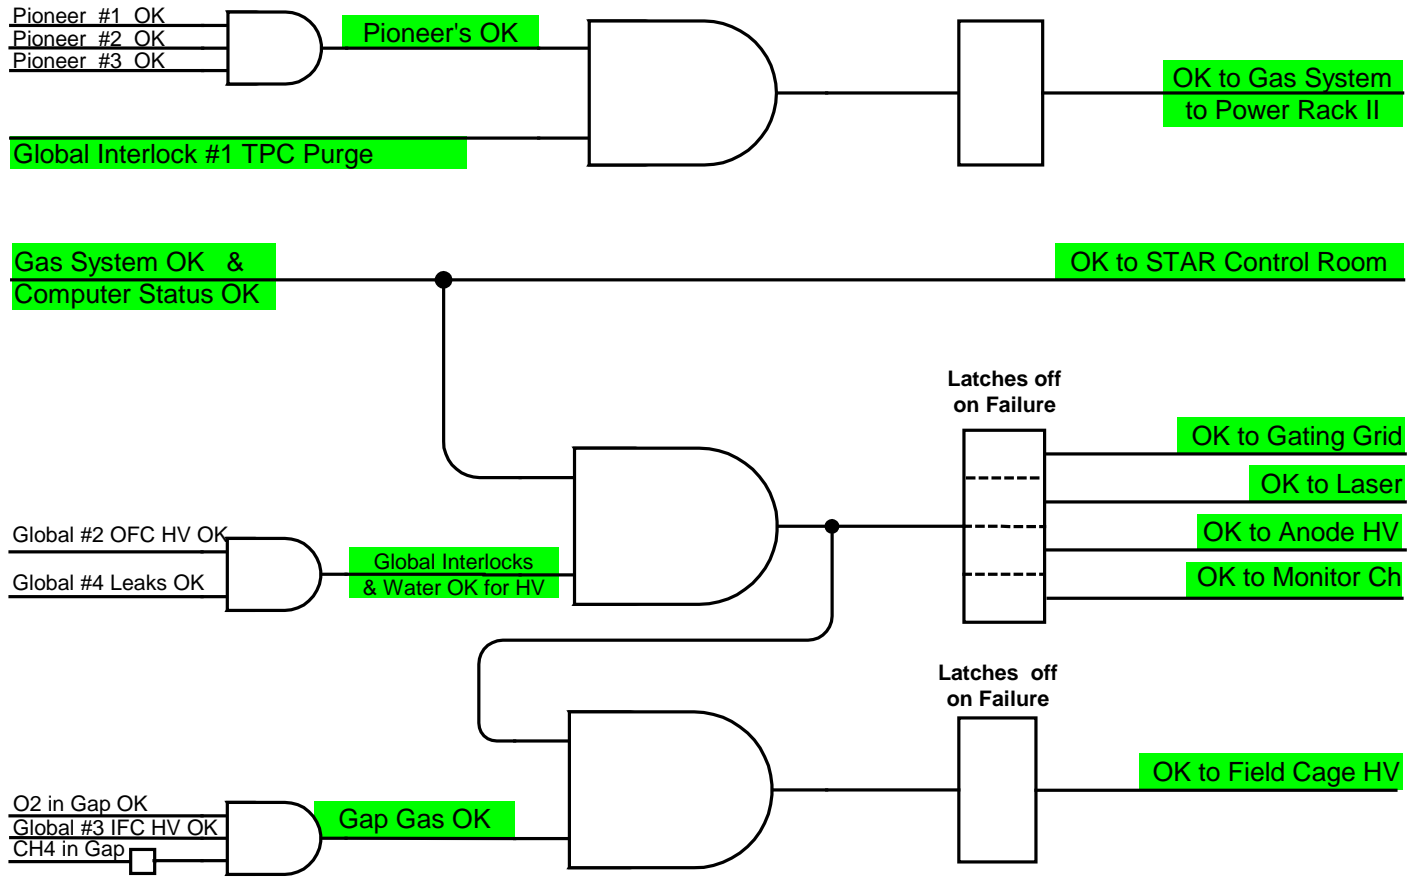 Pioneer #1 OK
Pioneer #2 OK
Pioneer #3 OK
Pioneer's OK
OK to Gas System
to Power Rack II
Global Interlock #1 TPC Purge
Gas System OK &
Computer Status OK
OK to STAR Control Room
Latches off
on Failure
OK to Gating Grid
OK to Laser
OK to Anode HV
OK to Monitor Ch
Global #2 OFC HV OK
Global #4 Leaks OK
Global Interlocks
& Water OK for HV
Latches off
on Failure
OK to Field Cage HV
O2 in Gap OK
Global #3 IFC HV OK
CH4 in Gap
Gap Gas OK